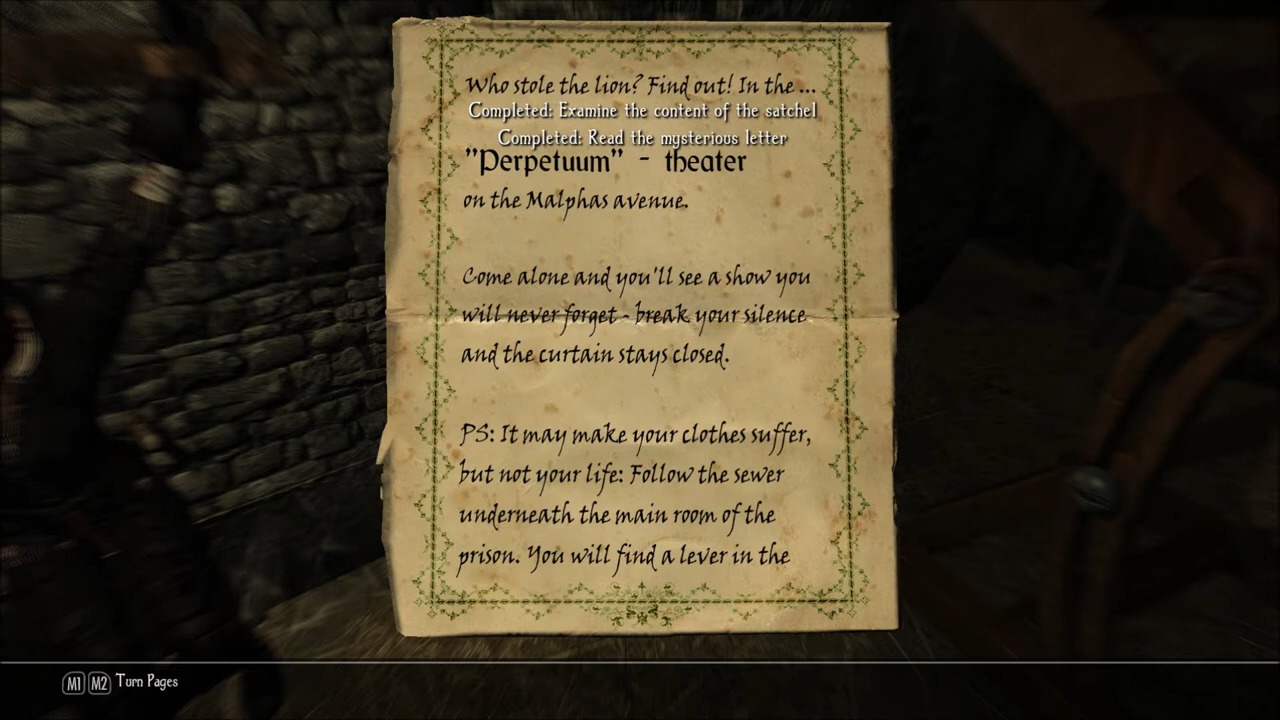 Who stole the lion? Find out! In the ...
Completed: Examine the content of the satchel
Completed: Read the mysterious letter
"Perpetuum" - theater
on the Malphas avenue.
Come alone and you'll see a show you
will never forget - break your silence
and the curtain stays closed.
PS: It may make your clothes suffer,
but not your life: Follow the sewer
underneath the main room of the
prison. You will find a lever in the
M1 M2 Turn Pages